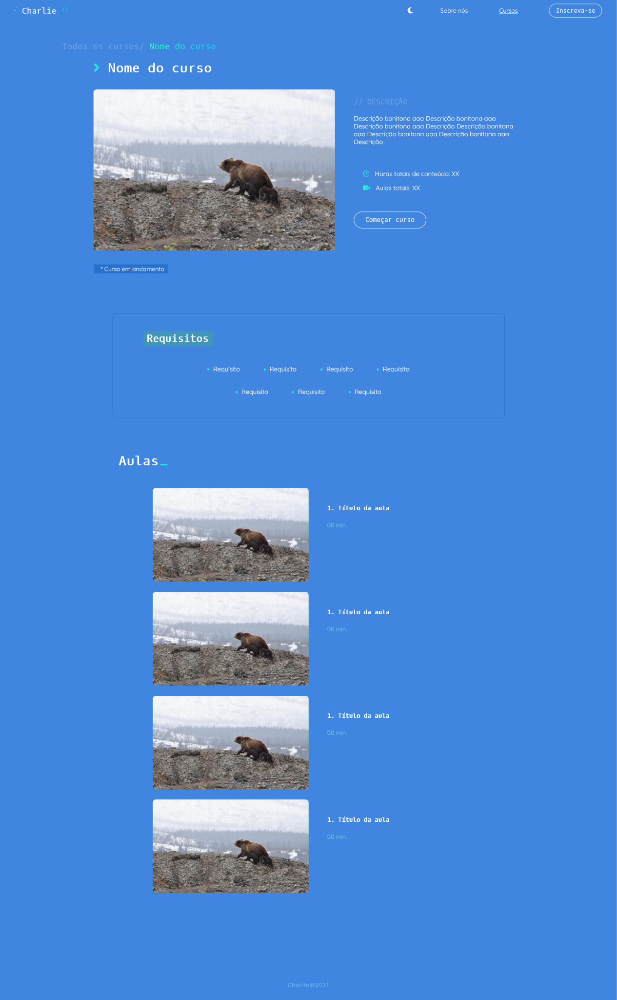 Charlie
Sobre nós
Cursos
Inscreva-se
Todos os cursos/ Nome do curso
Nome do curso
// DESCRIÇÃO
Descrição bonitona aaa Descrição bonitona aaa
Descrição bonitona aaa Descrição Descrição bonitona
aaa Descrição bonitona aaa Descrição bonitona aaa
Descrição
Horas totais de conteúdo: XX
Aulas totais: XX
Começar curso
* Curso em andamento
Requisitos
• Requisito • Requisito • Requisito • Requisito
• Requisito • Requisito • Requisito
Aulas_
1. Título da aula
00 min.
1. Título da aula
00 min.
1. Título da aula
00 min.
1. Título da aula
00 min.
Charlie@2021